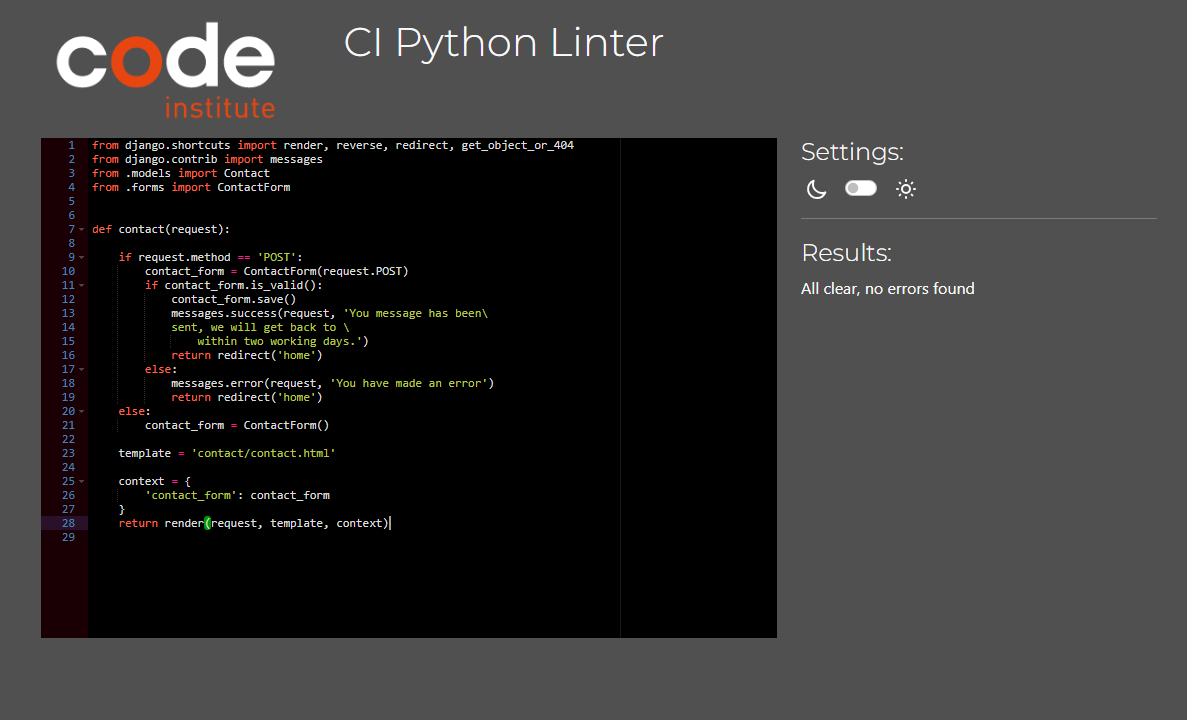 code
institute
CI Python Linter
1 from django.shortcuts import render, reverse, redirect, get_object_or_404
2 from django.contrib import messages
3 from .models import Contact
4 from .forms import ContactForm
5
6
7 def contact(request):
8
9     if request.method == 'POST':
10         contact_form = ContactForm(request.POST)
11         if contact_form.is_valid():
12             contact_form.save()
13             messages.success(request, 'You message has been\
14             sent, we will get back to \
15                 within two working days.')
16             return redirect('home')
17         else:
18             messages.error(request, 'You have made an error')
19             return redirect('home')
20     else:
21         contact_form = ContactForm()
22
23     template = 'contact/contact.html'
24
25     context = {
26         'contact_form': contact_form
27     }
28     return render(request, template, context)
29
Settings:
Results:
All clear, no errors found